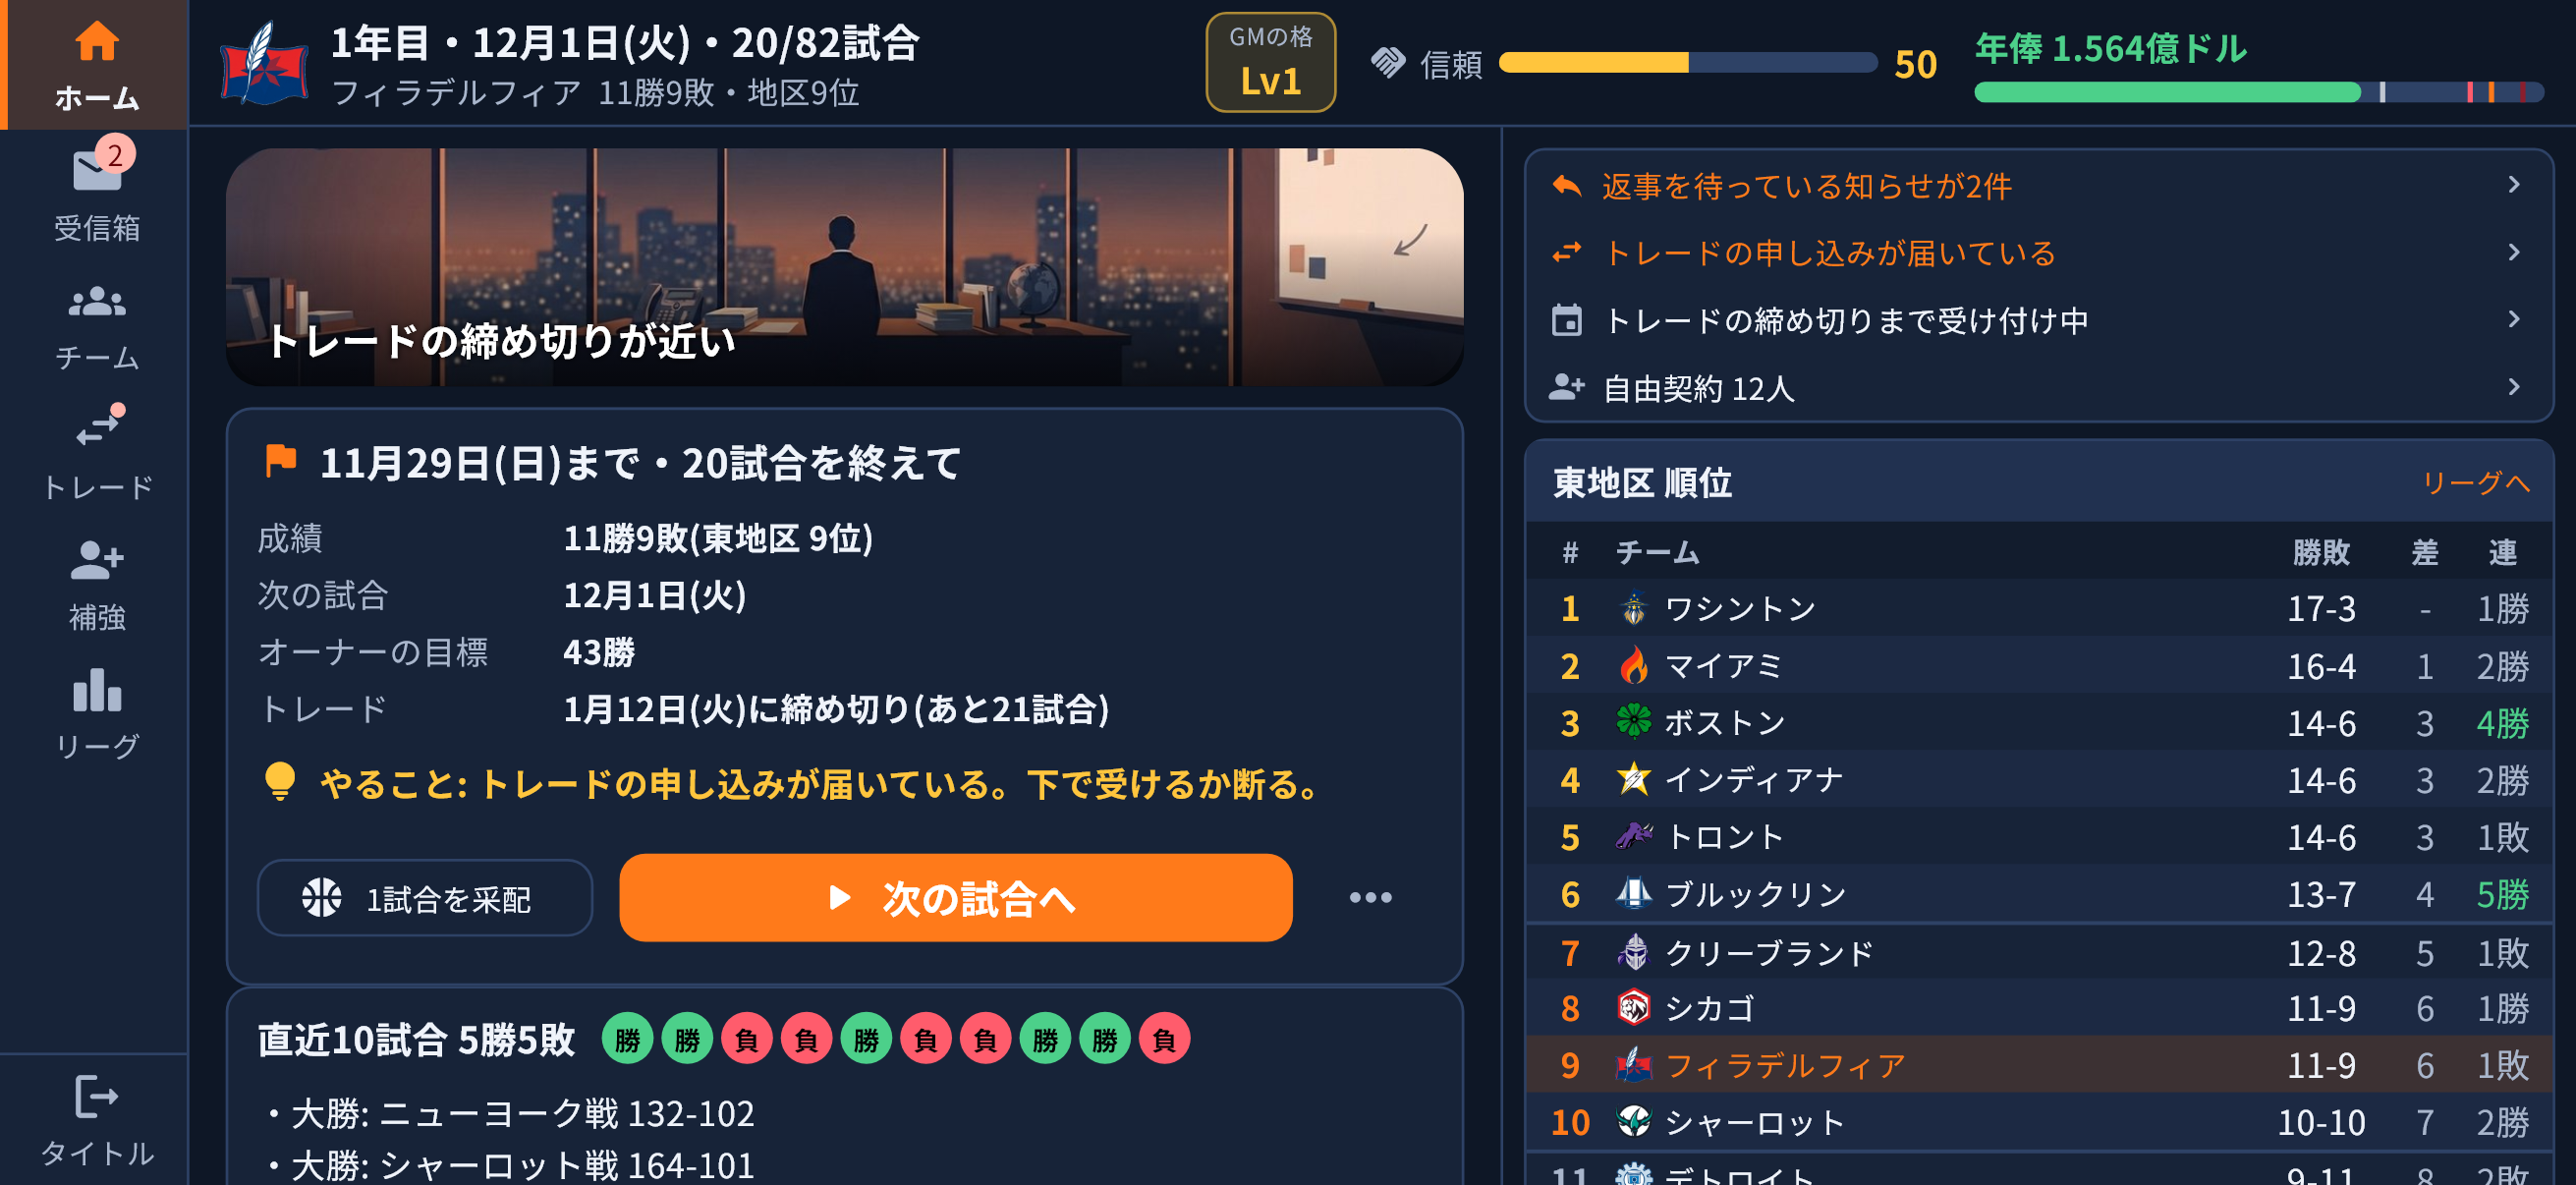 ホーム
2
受信箱
チーム
トレード
補強
リーグ
タイトル
1年目・12月1日(火)・20/82試合
フィラデルフィア 11勝9敗・地区9位
GMの格
Lv1
信頼
50
年俸 1.564億ドル
トレードの締め切りが近い
11月29日(日)まで・20試合を終えて
成績 11勝9敗(東地区 9位)
次の試合 12月1日(火)
オーナーの目標 43勝
トレード 1月12日(火)に締め切り(あと21試合)
やること: トレードの申し込みが届いている。下で受けるか断る。
1試合を采配
次の試合へ
直近10試合 5勝5敗 勝 勝 負 負 勝 負 負 勝 勝 負
・大勝: ニューヨーク戦 132-102
・大勝: シャーロット戦 164-101
返事を待っている知らせが2件
トレードの申し込みが届いている
トレードの締め切りまで受け付け中
自由契約 12人
東地区 順位 リーグへ
# チーム 勝敗 差 連
1 ワシントン 17-3 - 1勝
2 マイアミ 16-4 1 2勝
3 ボストン 14-6 3 4勝
4 インディアナ 14-6 3 2勝
5 トロント 14-6 3 1敗
6 ブルックリン 13-7 4 5勝
7 クリーブランド 12-8 5 1敗
8 シカゴ 11-9 6 1勝
9 フィラデルフィア 11-9 6 1敗
10 シャーロット 10-10 7 2勝
11 デトロイト 9-11 8 2敗